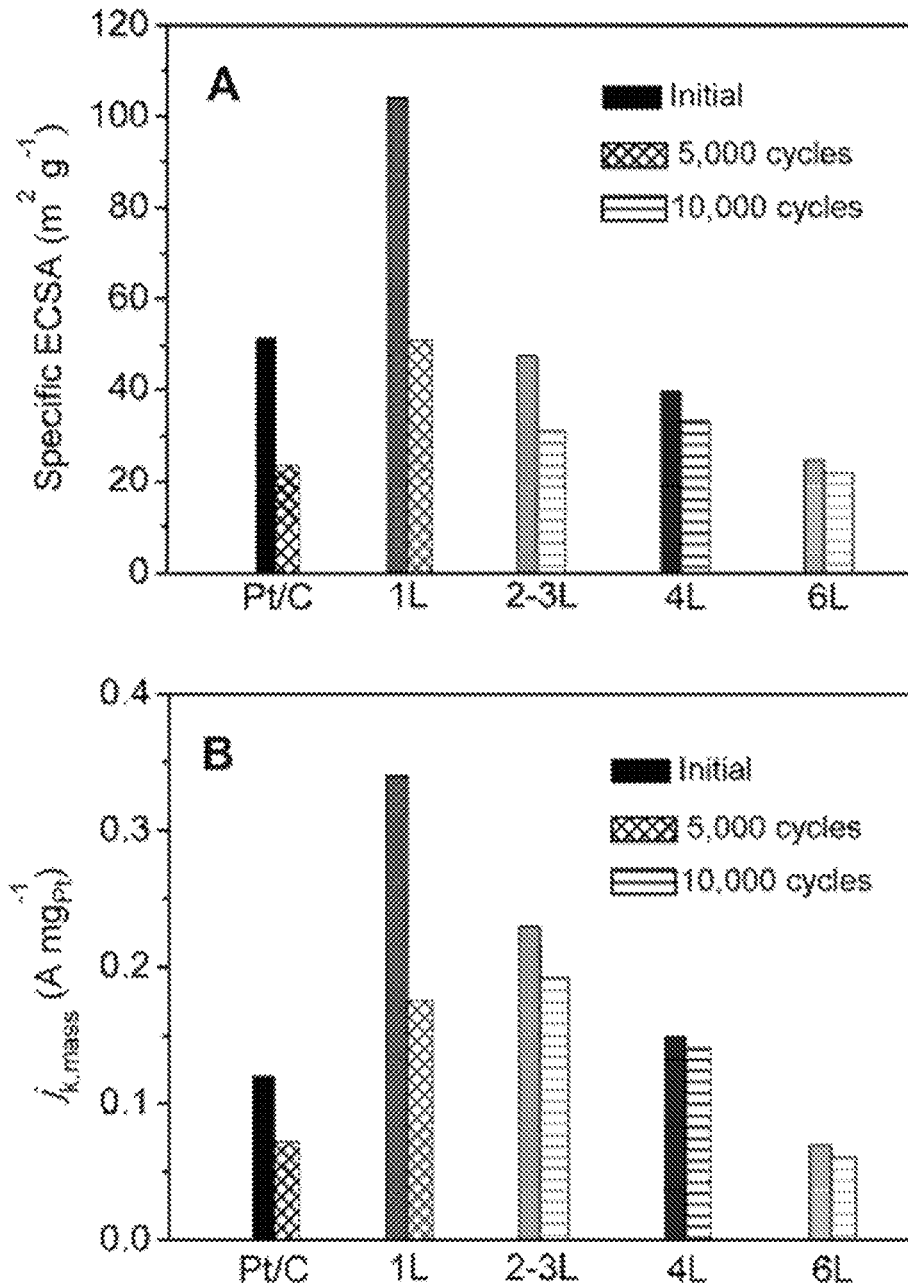 A
Initial
5,000 cycles
10,000 cycles
Specific ECSA (m² g⁻¹)
120
100
80
60
40
20
0
Pt/C 1L 2-3L 4L 6L
B
Initial
5,000 cycles
10,000 cycles
j_k,mass (A mg_Pt⁻¹)
0.4
0.3
0.2
0.1
0.0
Pt/C 1L 2-3L 4L 6L